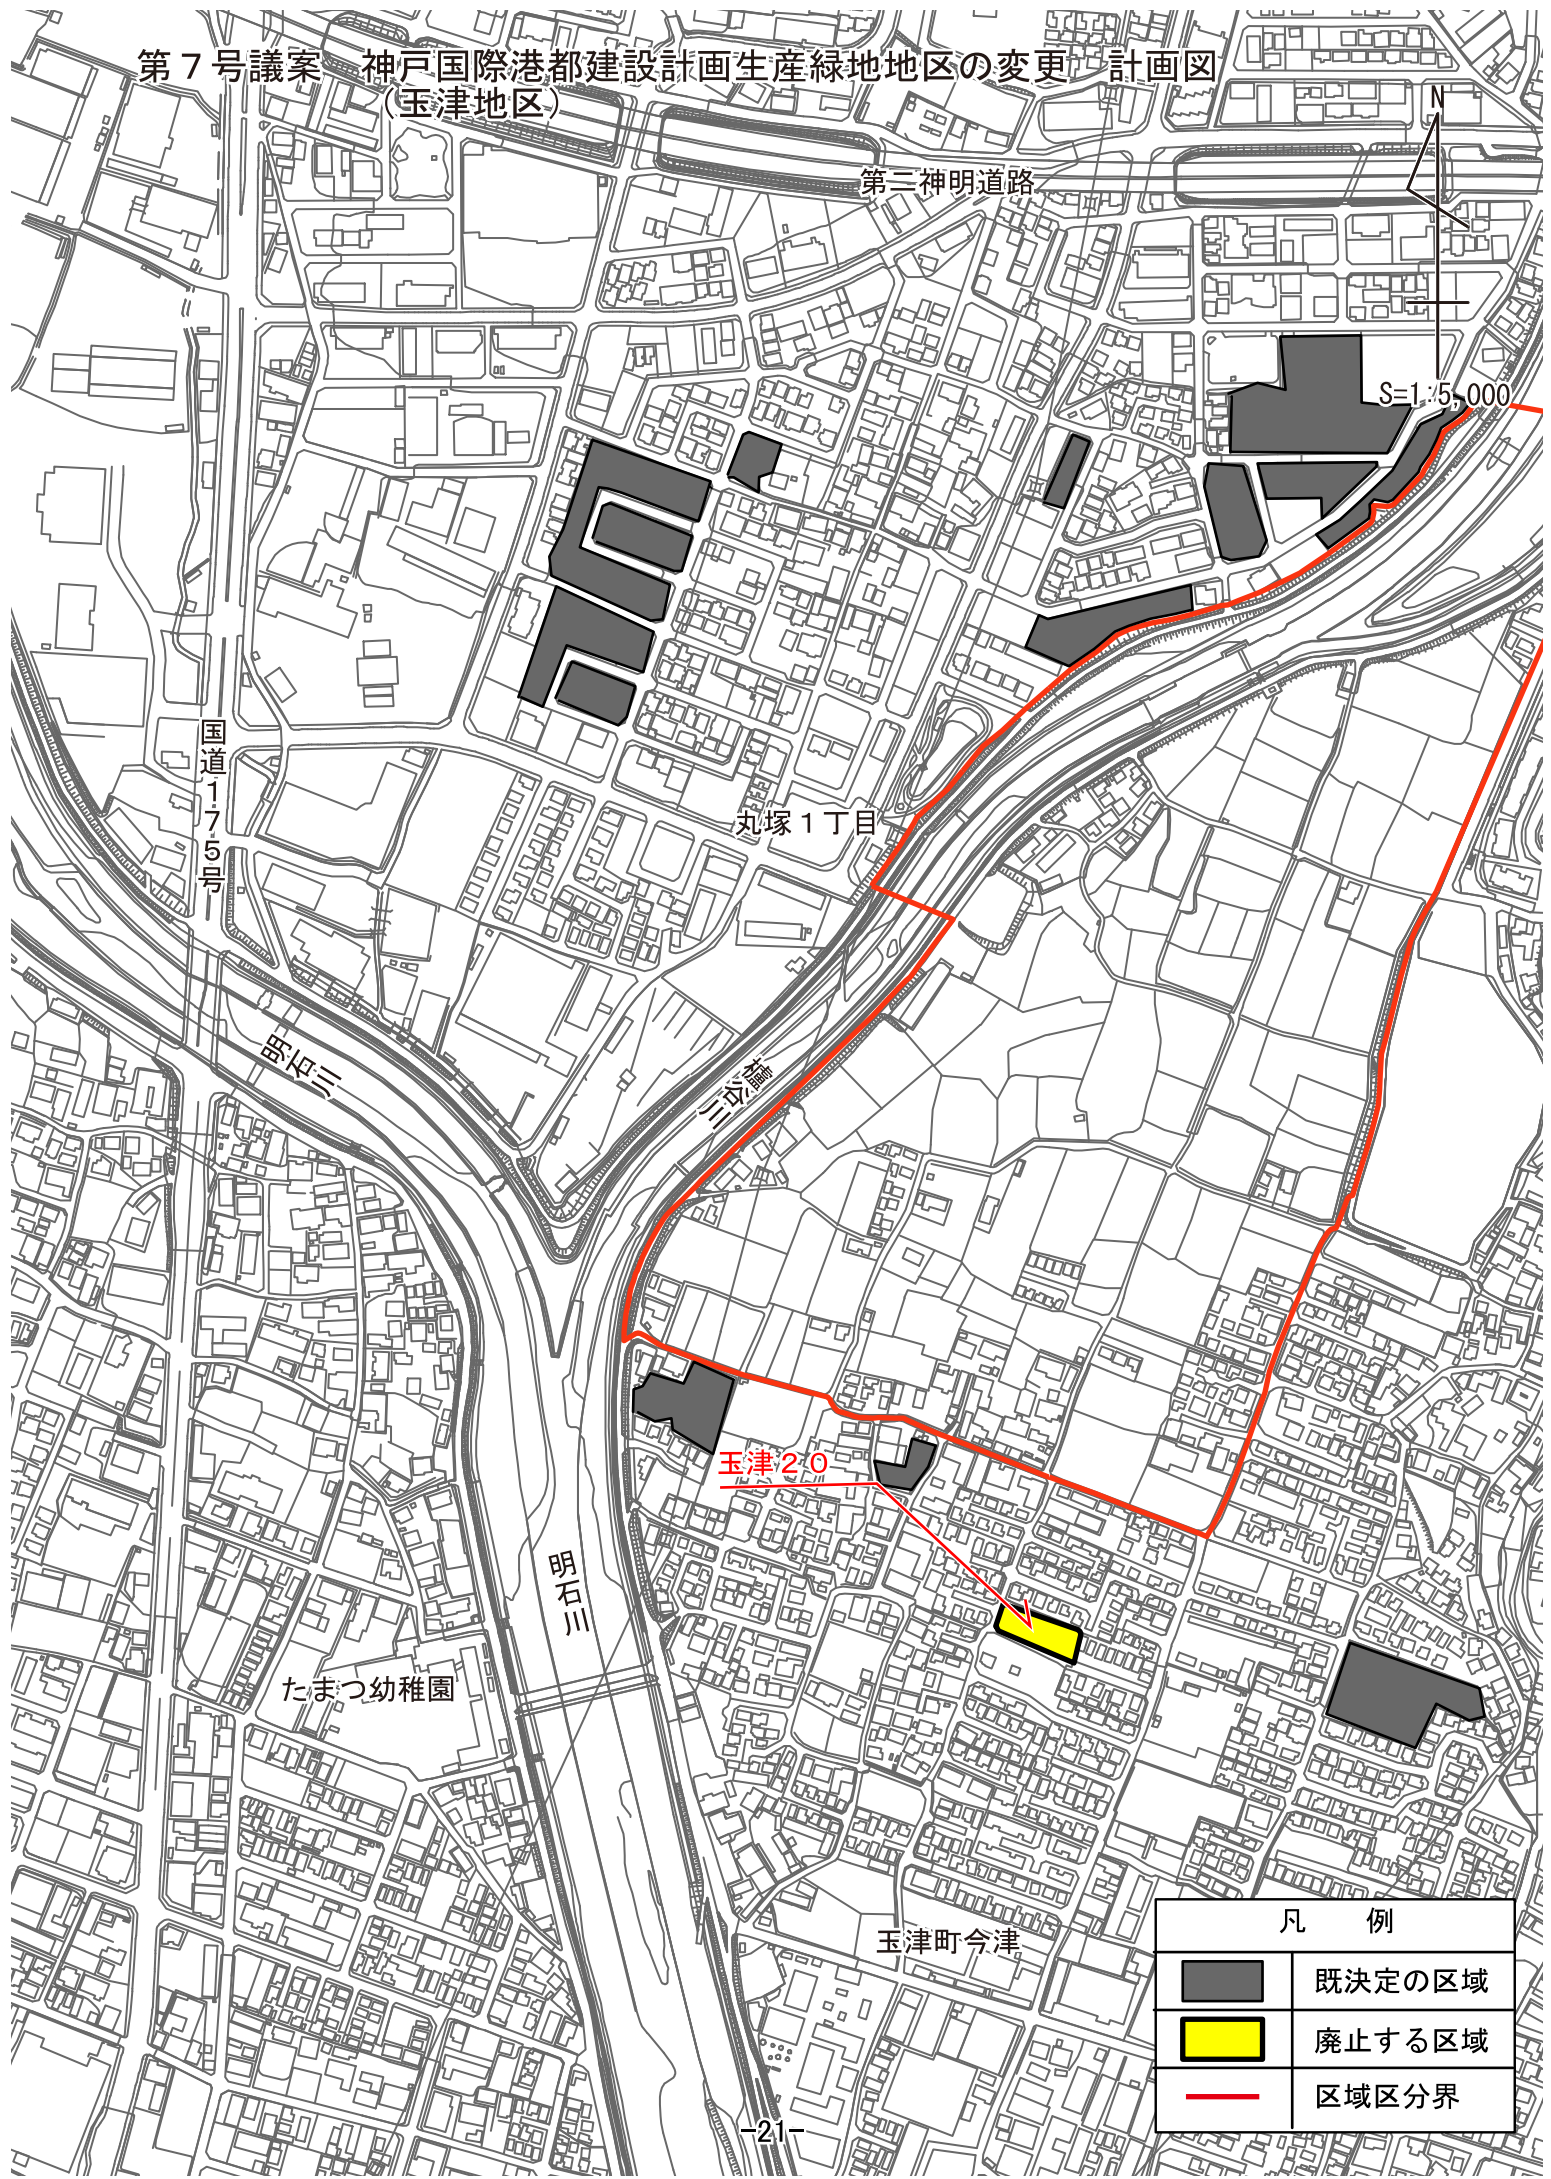 第７号議案　神戸国際港都建設計画生産緑地地区の変更　計画図
（玉津地区）
N
第二神明道路
S=1:5,000
国道１７５号
丸塚１丁目
明石川
櫨谷川
玉津２０
明石川
たまつ幼稚園
玉津町今津
凡　例
既決定の区域
廃止する区域
区域区分界
-21-